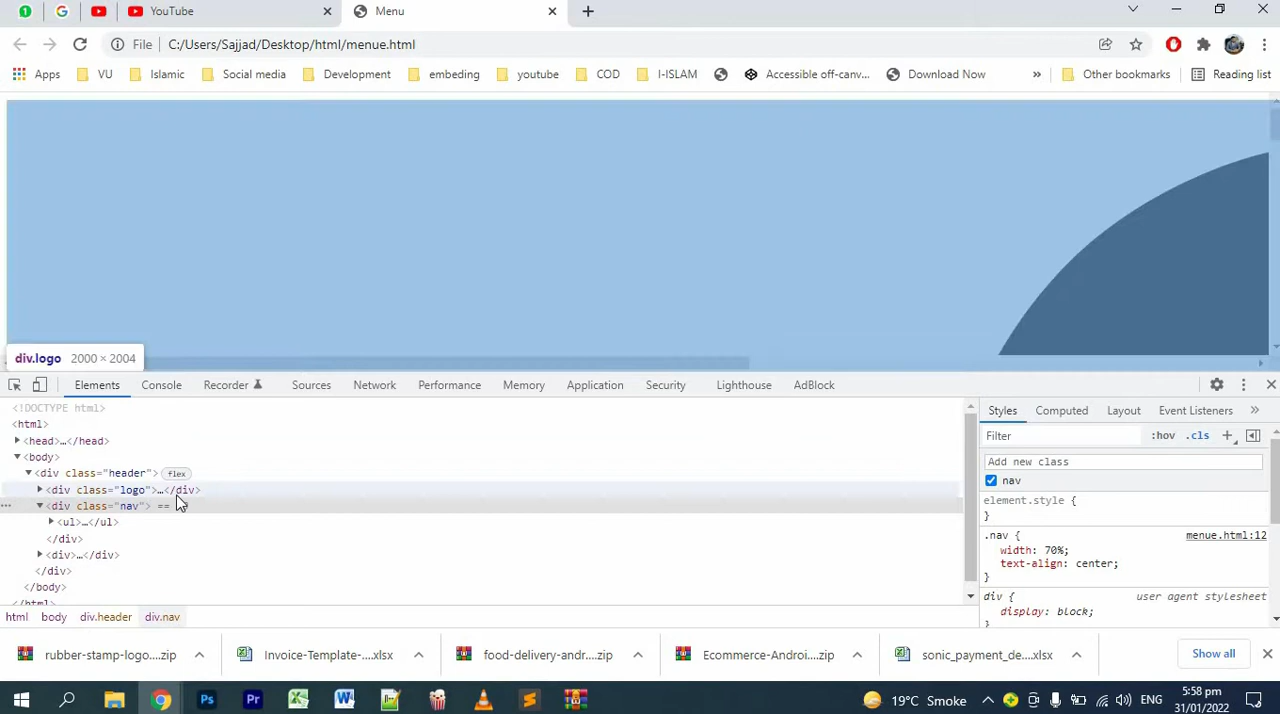 YouTube
Menu
File C:/Users/Sajjad/Desktop/html/menue.html
Apps VU Islamic Social media Development embeding youtube COD I-ISLAM Accessible off-canv... Download Now » Other bookmarks Reading list
div.logo 2000 × 2004
Elements Console Recorder Sources Network Performance Memory Application Security Lighthouse AdBlock
<!DOCTYPE html>
<html>
<head>…</head>
<body>
<div class="header"> flex
<div class="logo">…</div>
<div class="nav"> ==
<ul>…</ul>
</div>
<div>…</div>
</div>
</body>
</html>
html body div.header div.nav
Styles Computed Layout Event Listeners »
Filter :hov .cls +
Add new class
nav
element.style {
}
.nav { menue.html:12
width: 70%;
text-align: center;
}
div { user agent stylesheet
display: block;
}
rubber-stamp-logo....zip Invoice-Template-....xlsx food-delivery-andr....zip Ecommerce-Androi....zip sonic_payment_de....xlsx Show all
19°C Smoke ENG 5:58 pm
31/01/2022